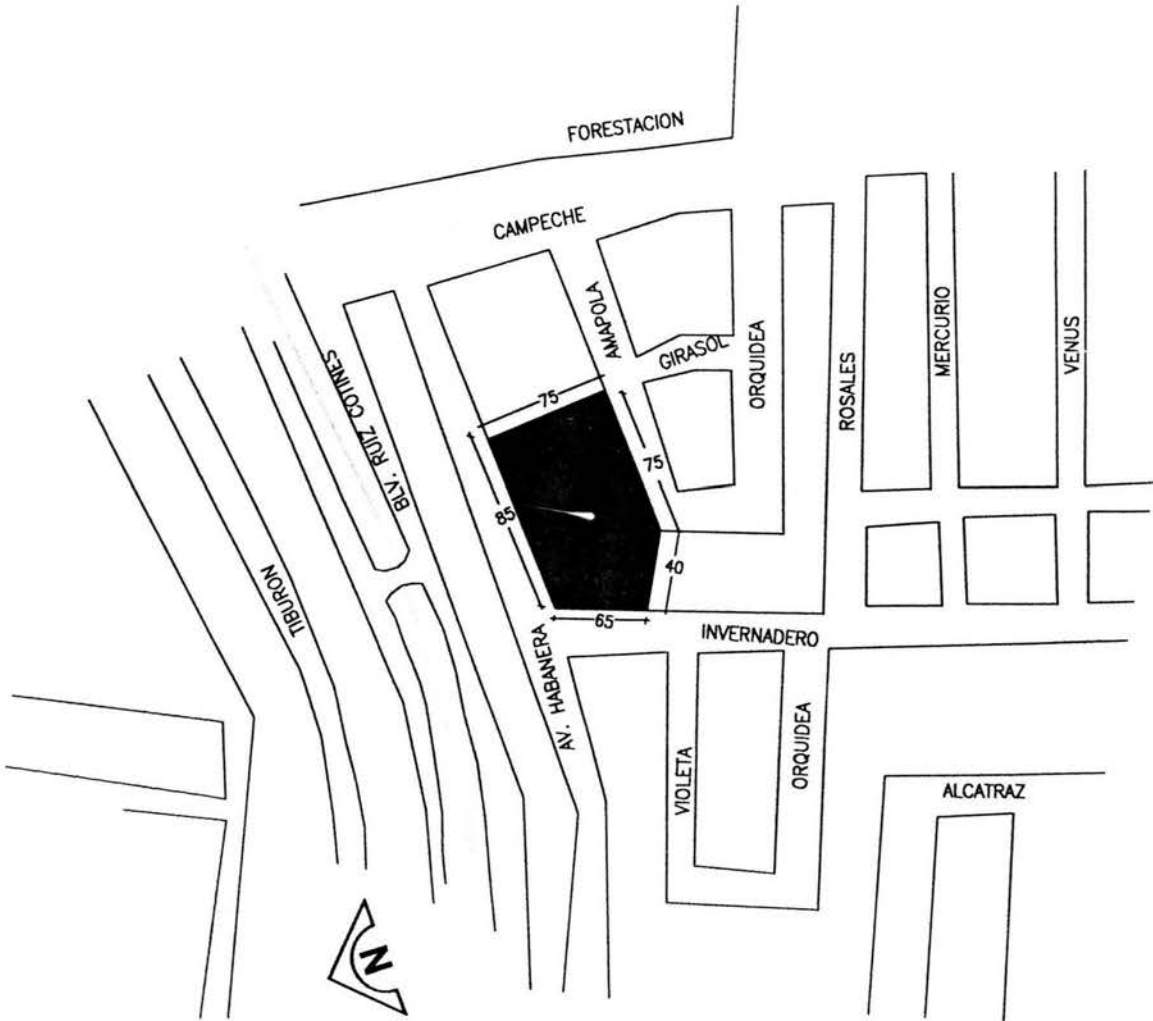 FORESTACION
CAMPECHE
AMAPOLA
GIRASOL
ORQUIDEA
ROSALES
MERCURIO
VENUS
BLV. RUIZ COTINES
75
75
85
40
65
TIBURON
AV. HABANERA
INVERNADERO
VIOLETA
ORQUIDEA
ALCATRAZ
N